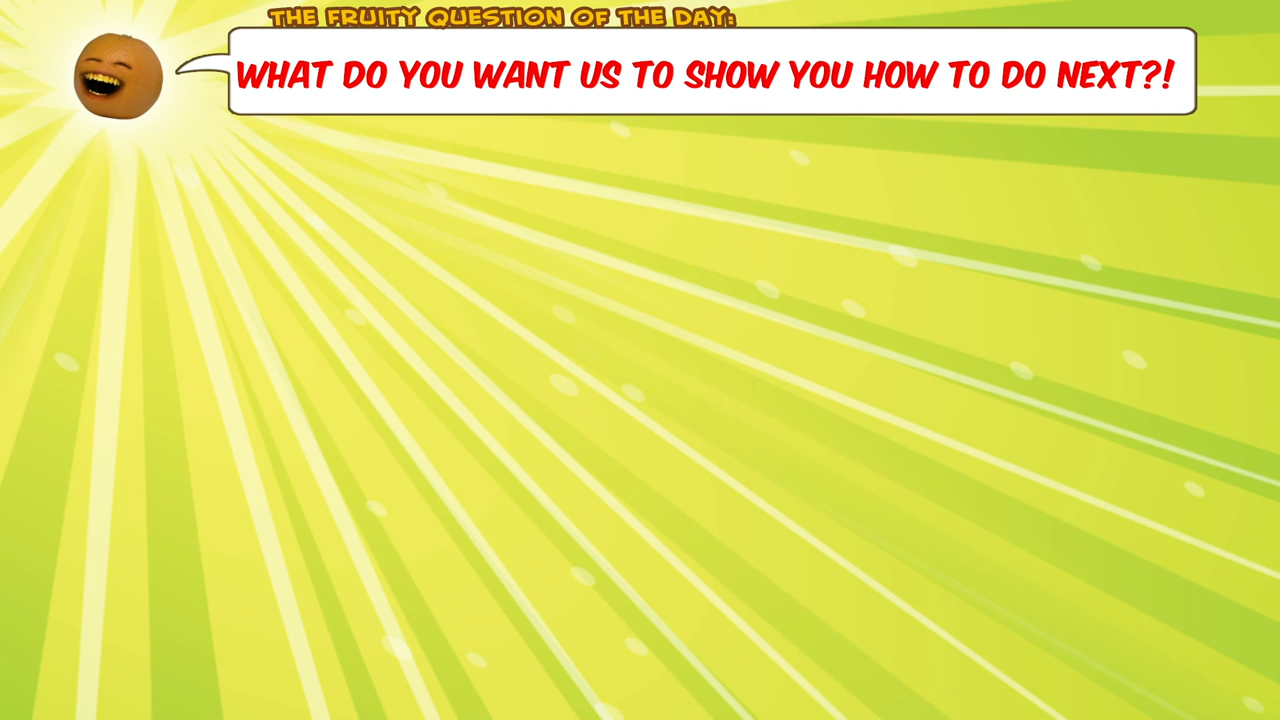 THE FRUITY QUESTION OF THE DAY:
WHAT DO YOU WANT US TO SHOW YOU HOW TO DO NEXT?!